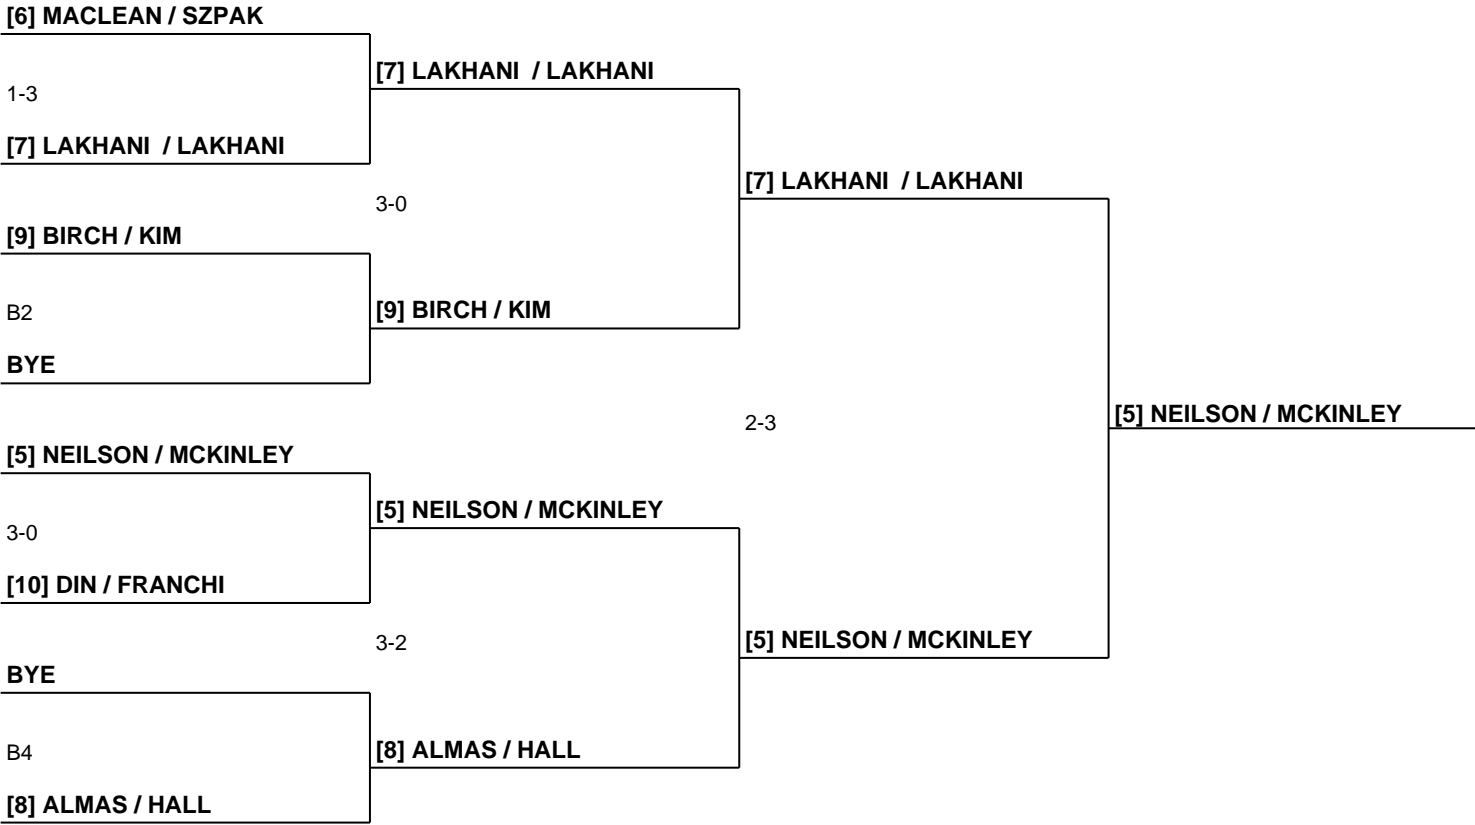 [6] MACLEAN / SZPAK
[7] LAKHANI  / LAKHANI
1-3
[7] LAKHANI  / LAKHANI
[7] LAKHANI  / LAKHANI
3-0
[9] BIRCH / KIM
[9] BIRCH / KIM
B2
BYE
[5] NEILSON / MCKINLEY
2-3
[5] NEILSON / MCKINLEY
[5] NEILSON / MCKINLEY
3-0
[10] DIN / FRANCHI
[5] NEILSON / MCKINLEY
3-2
BYE
[8] ALMAS / HALL
B4
[8] ALMAS / HALL